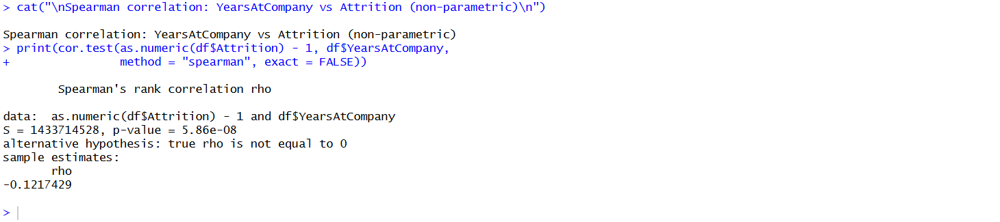 > cat("\nSpearman correlation: YearsAtCompany vs Attrition (non-parametric)\n")
Spearman correlation: YearsAtCompany vs Attrition (non-parametric)
> print(cor.test(as.numeric(df$Attrition) - 1, df$YearsAtCompany,
+                method = "spearman", exact = FALSE))
        Spearman's rank correlation rho
data:  as.numeric(df$Attrition) - 1 and df$YearsAtCompany
S = 1433714528, p-value = 5.86e-08
alternative hypothesis: true rho is not equal to 0
sample estimates:
       rho
-0.1217429
>